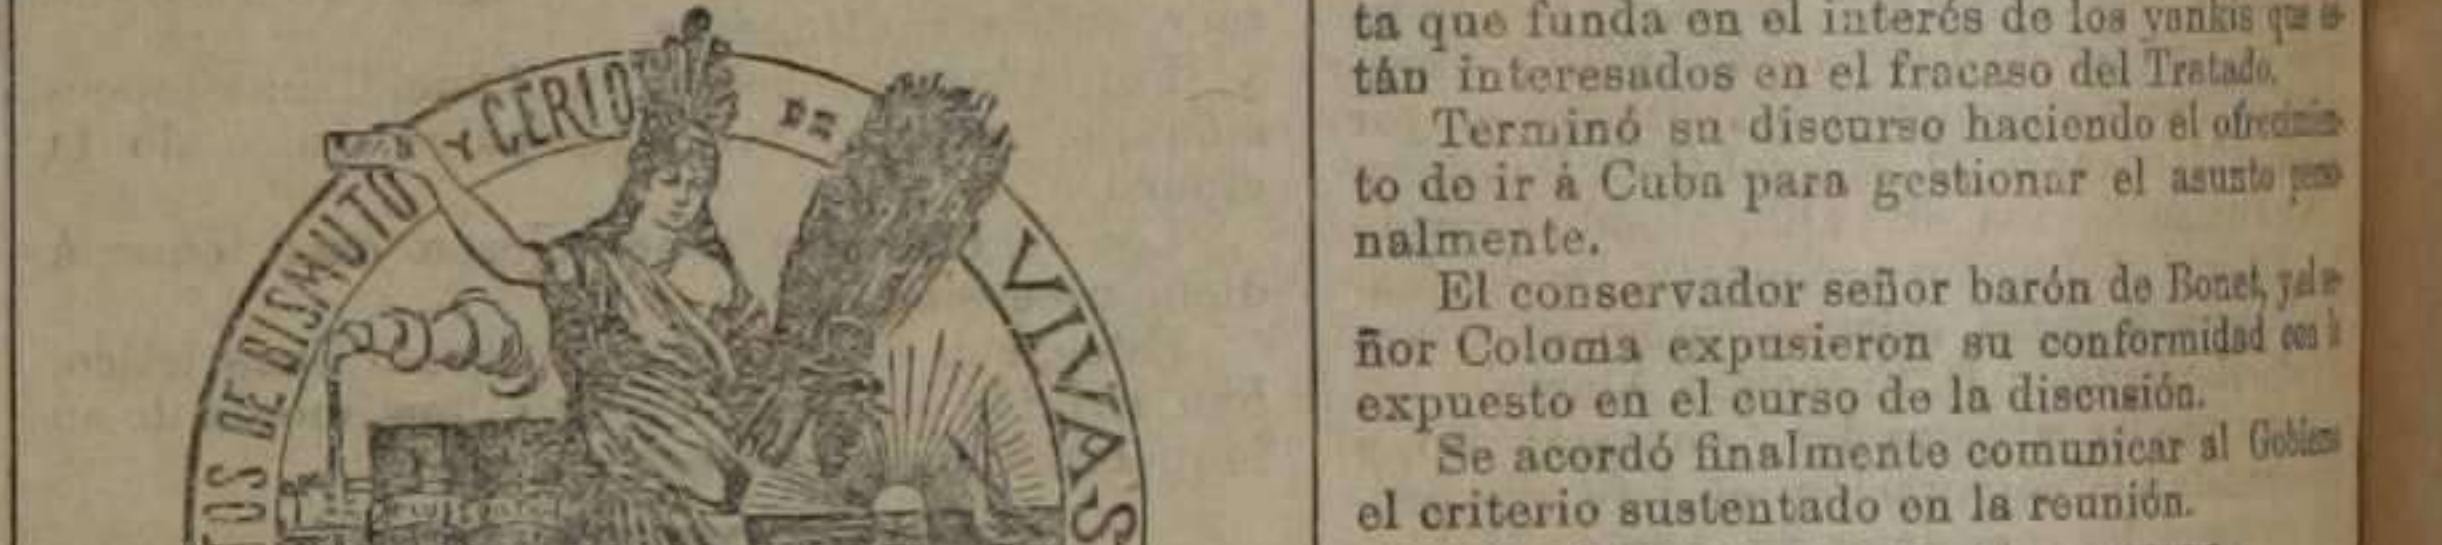 TOS DE BISMUTO Y CERIO DE VIVAS
ta que funda en el interés de los yankis que es-
tán interesados en el fracaso del Tratado.
Terminó su discurso haciendo el ofrecimien-
to de ir á Cuba para gestionar el asunto perso-
nalmente.
El conservador señor barón de Bonet, y el se-
ñor Coloma expusieron su conformidad con lo
expuesto en el curso de la discusión.
Se acordó finalmente comunicar al Gobierno
el criterio sustentado en la reunión.